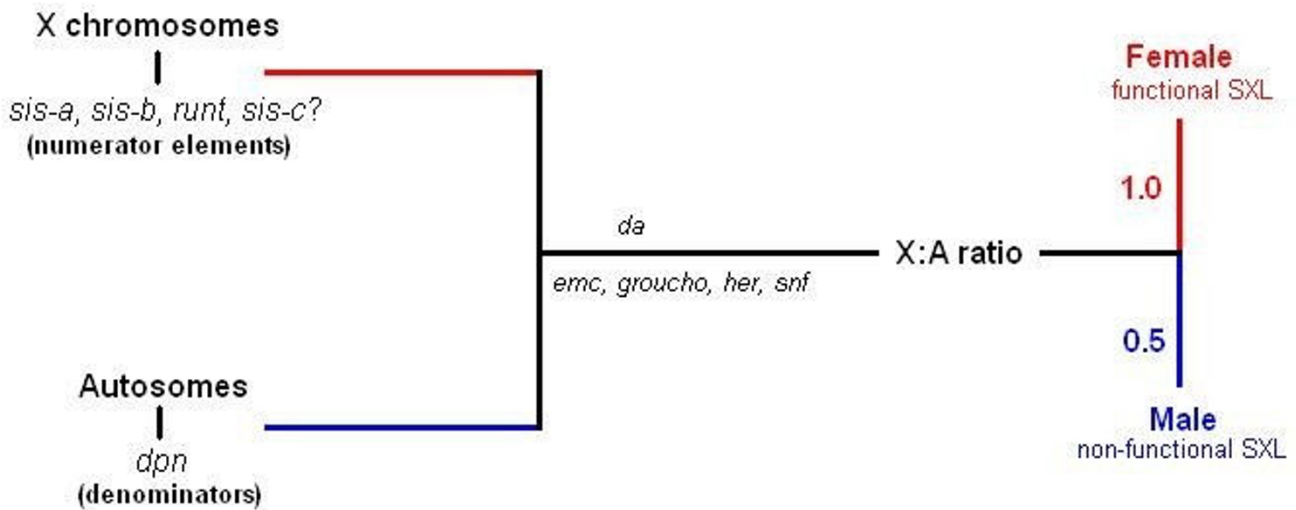 X chromosomes
sis-a, sis-b, runt, sis-c?
(numerator elements)
da
emc, groucho, her, snf
X:A ratio
Female
functional SXL
1.0
0.5
Male
non-functional SXL
Autosomes
dpn
(denominators)